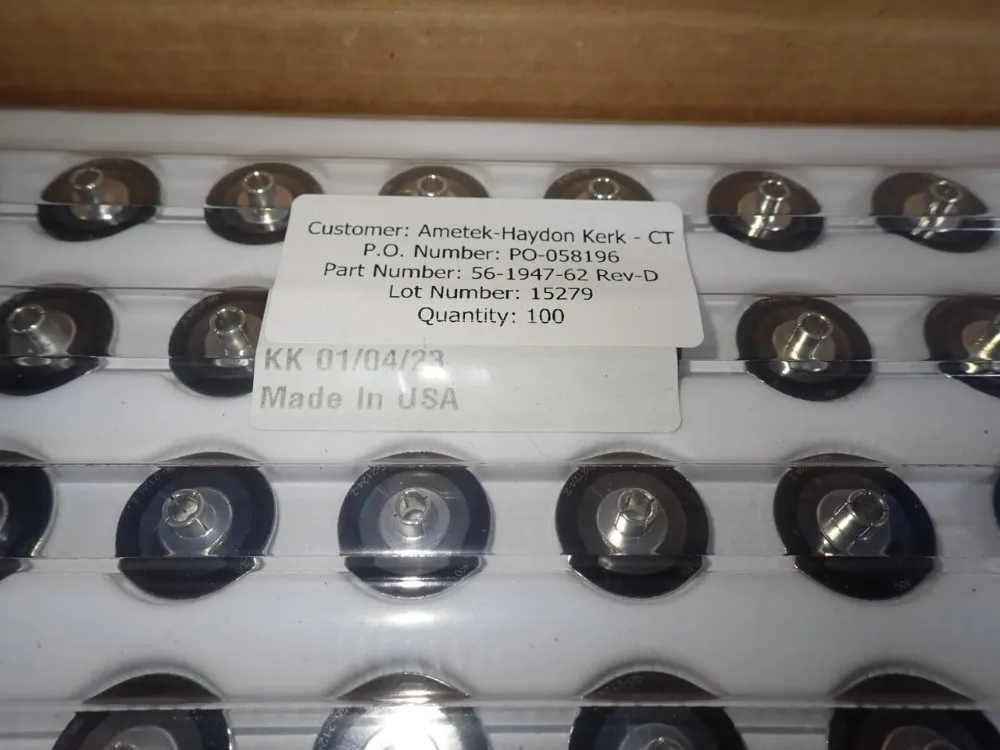 Customer: Ametek-Haydon Kerk - CT
P.O. Number: PO-058196
Part Number: 56-1947-62 Rev-D
Lot Number: 15279
Quantity: 100
KK 01/04/23
Made In USA